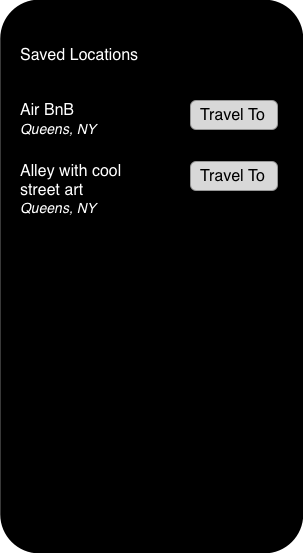 Saved Locations
Air BnB
Travel To
Queens, NY
Alley with cool
street art
Travel To
Queens, NY